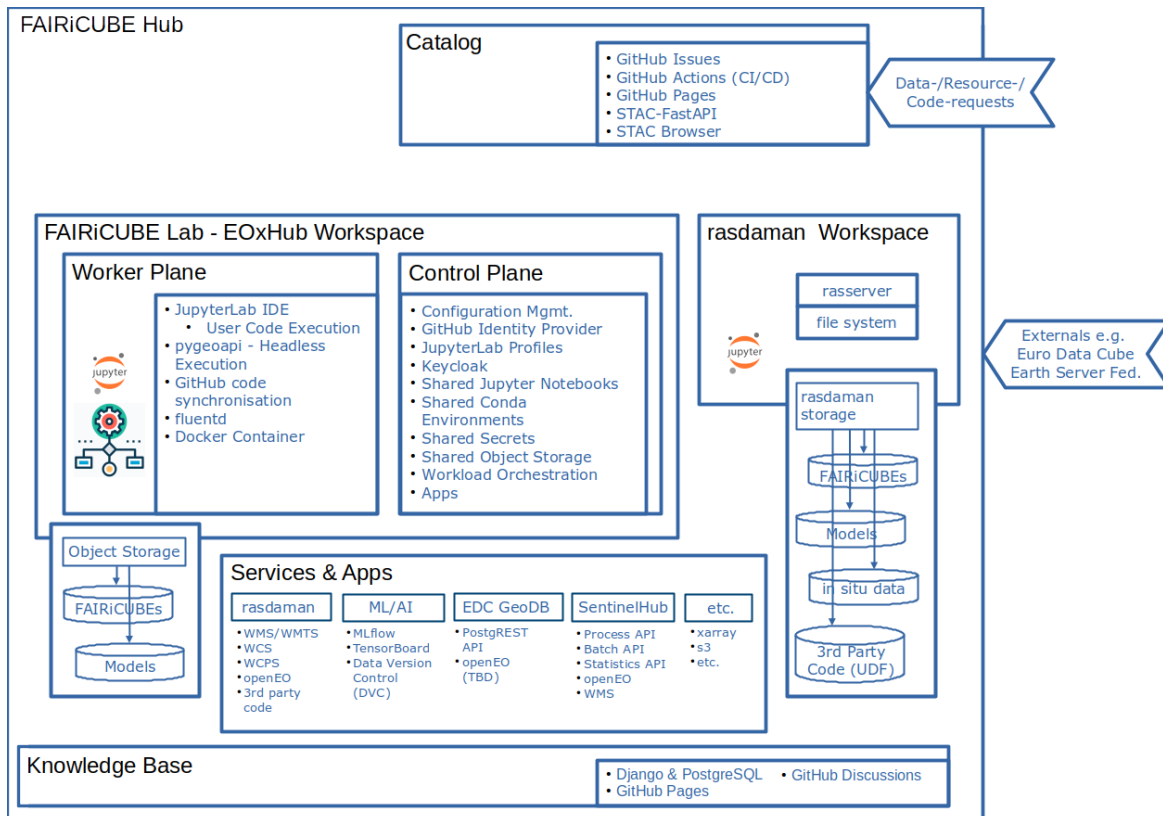 FAIRiCUBE Hub
Catalog
• GitHub Issues
• GitHub Actions (CI/CD)
• GitHub Pages
• STAC-FastAPI
• STAC Browser
Data-/Resource-/
Code-requests
FAIRiCUBE Lab - EOxHub Workspace
Worker Plane
• JupyterLab IDE
• User Code Execution
• pygeoapi - Headless
Execution
• GitHub code
synchronisation
• fluentd
• Docker Container
jupyter
Control Plane
• Configuration Mgmt.
• GitHub Identity Provider
• JupyterLab Profiles
• Keycloak
• Shared Jupyter Notebooks
• Shared Conda
Environments
• Shared Secrets
• Shared Object Storage
• Workload Orchestration
• Apps
rasdaman Workspace
rasserver
file system
jupyter
Externals e.g.
Euro Data Cube
Earth Server Fed.
rasdaman
storage
FAIRiCUBEs
Models
in situ data
3rd Party
Code (UDF)
Object Storage
FAIRiCUBEs
Models
Services & Apps
rasdaman
• WMS/WMTS
• WCS
• WCPS
• openEO
• 3rd party
code
ML/AI
• MLflow
• TensorBoard
• Data Version
Control
(DVC)
EDC GeoDB
• PostgREST
API
• openEO
(TBD)
SentinelHub
• Process API
• Batch API
• Statistics API
• openEO
• WMS
etc.
• xarray
• s3
• etc.
Knowledge Base
• Django & PostgreSQL
• GitHub Pages
• GitHub Discussions